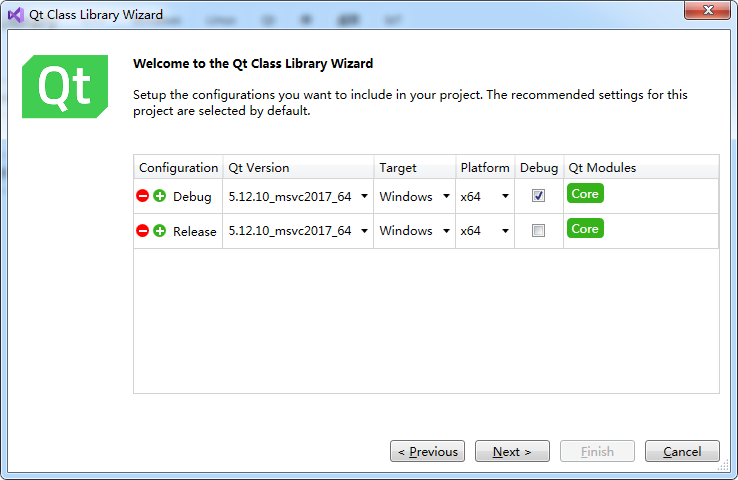 Qt Class Library Wizard
Qt
Welcome to the Qt Class Library Wizard
Setup the configurations you want to include in your project. The recommended settings for this
project are selected by default.
Configuration Qt Version Target Platform Debug Qt Modules
Debug 5.12.10_msvc2017_64 Windows x64 Core
Release 5.12.10_msvc2017_64 Windows x64 Core
< Previous Next > Finish Cancel